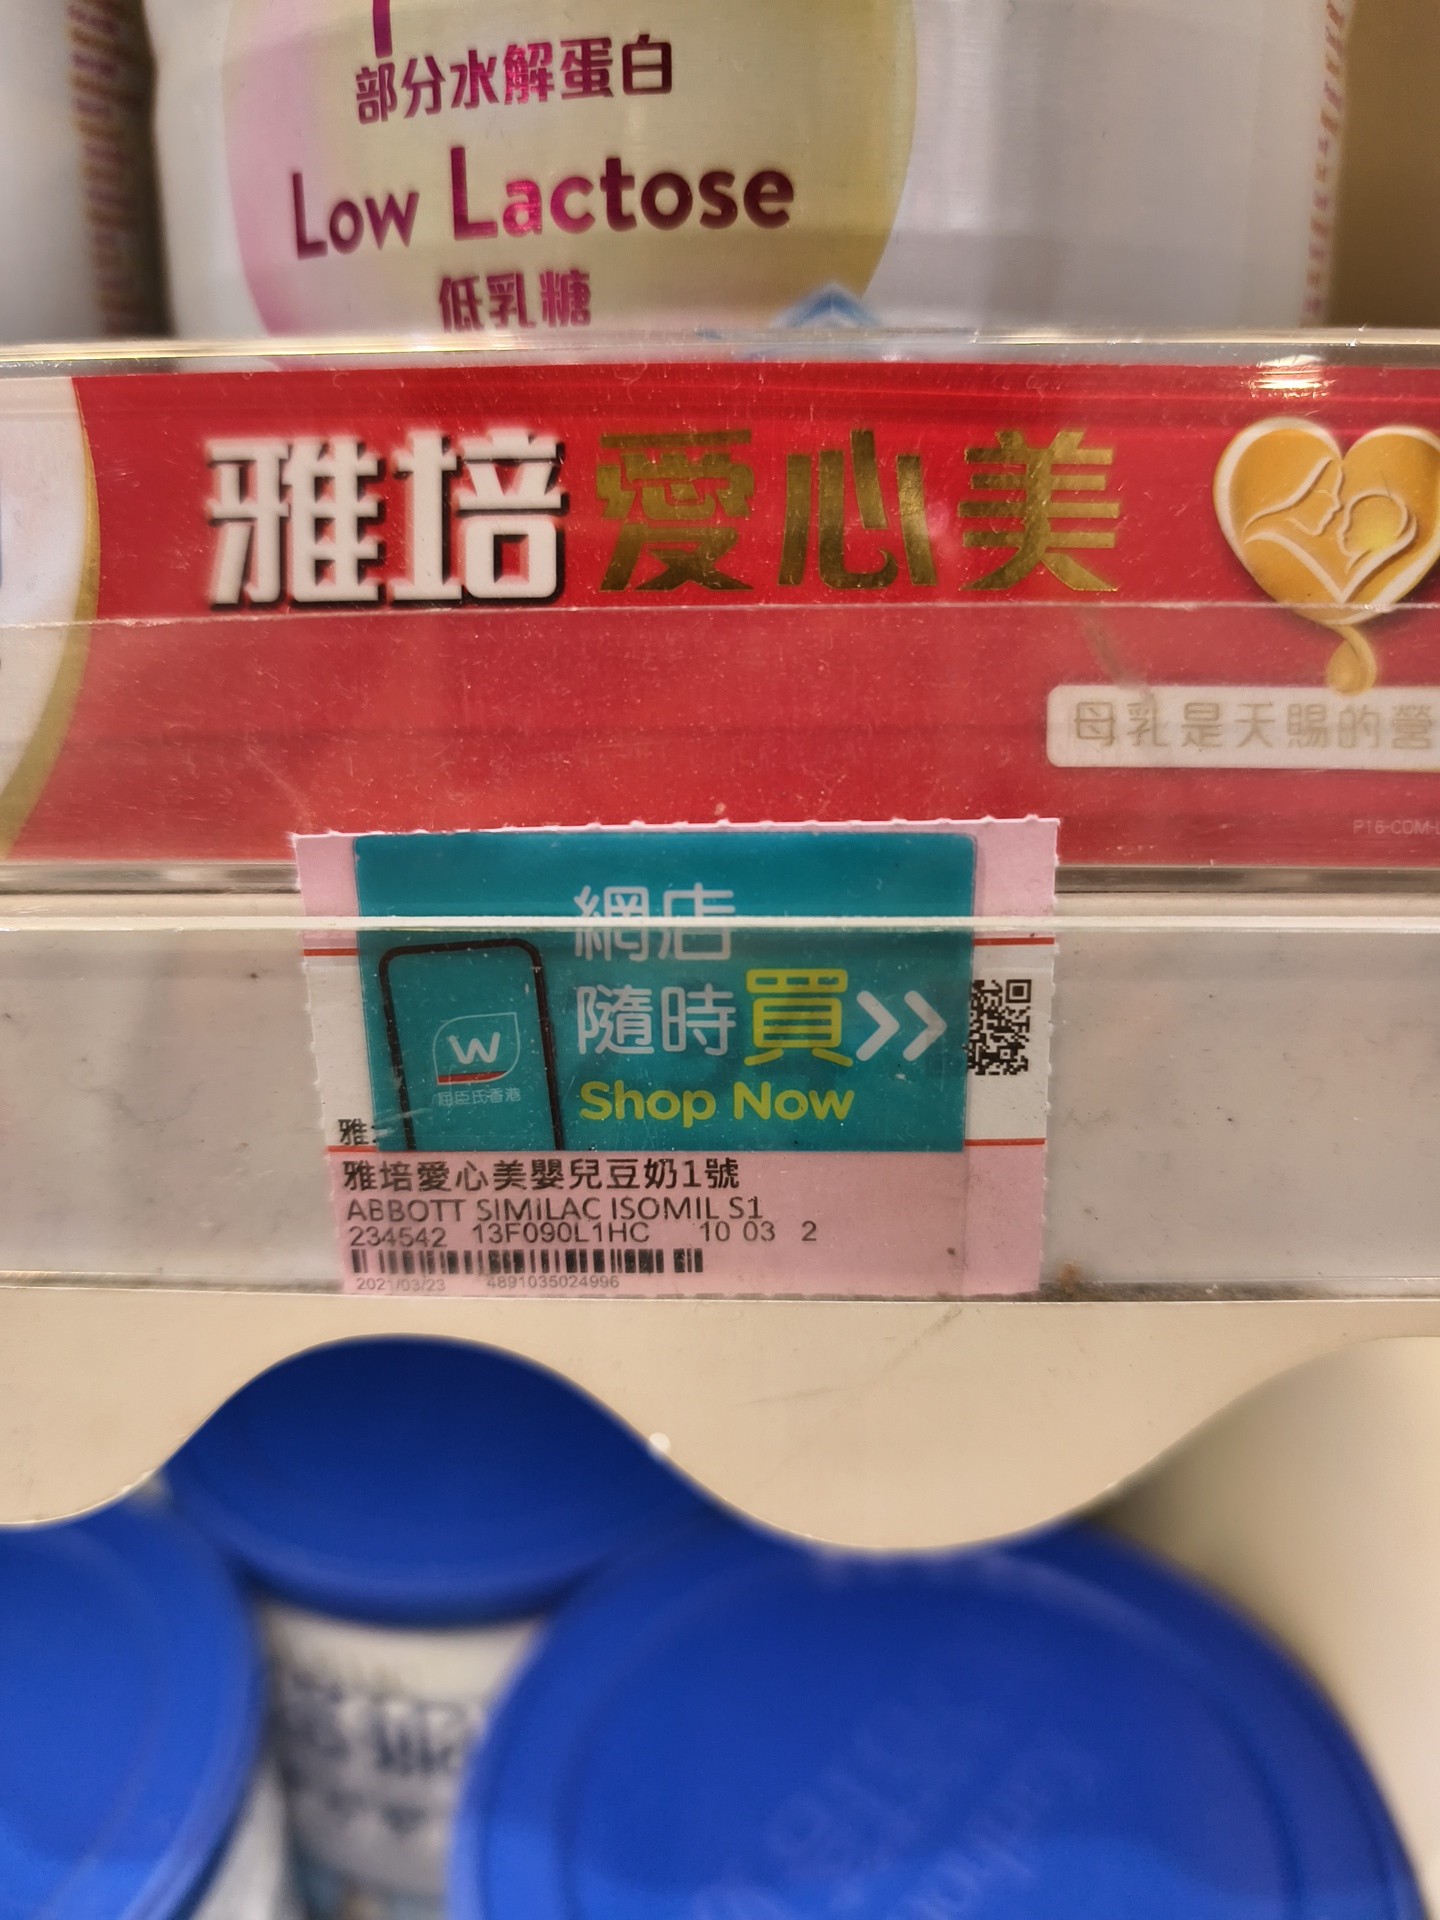 部分水解蛋白
Low Lactose
低乳糖
雅培愛心美
母乳是天賜的營
P16-COM-L
網店
隨時買
Shop Now
W
屈臣氏香港
雅
雅培愛心美嬰兒豆奶1號
ABBOTT SIMILAC ISOMIL S1
234542 13F090L1HC 10 03 2
2021/03/23 4891035024996